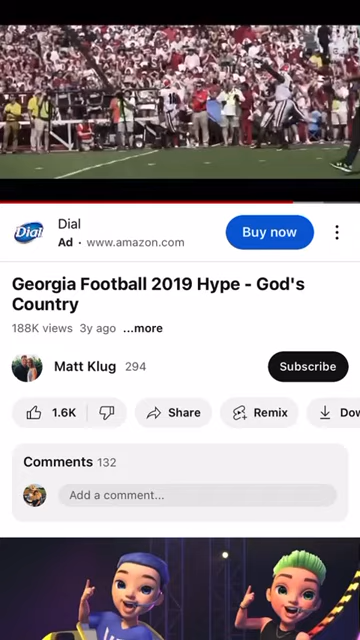 Dial
Dial
Ad · www.amazon.com
Buy now
Georgia Football 2019 Hype - God's
Country
188K views 3y ago ...more
Matt Klug 294
Subscribe
1.6K
Share
Remix
Dow
Comments 132
Add a comment...